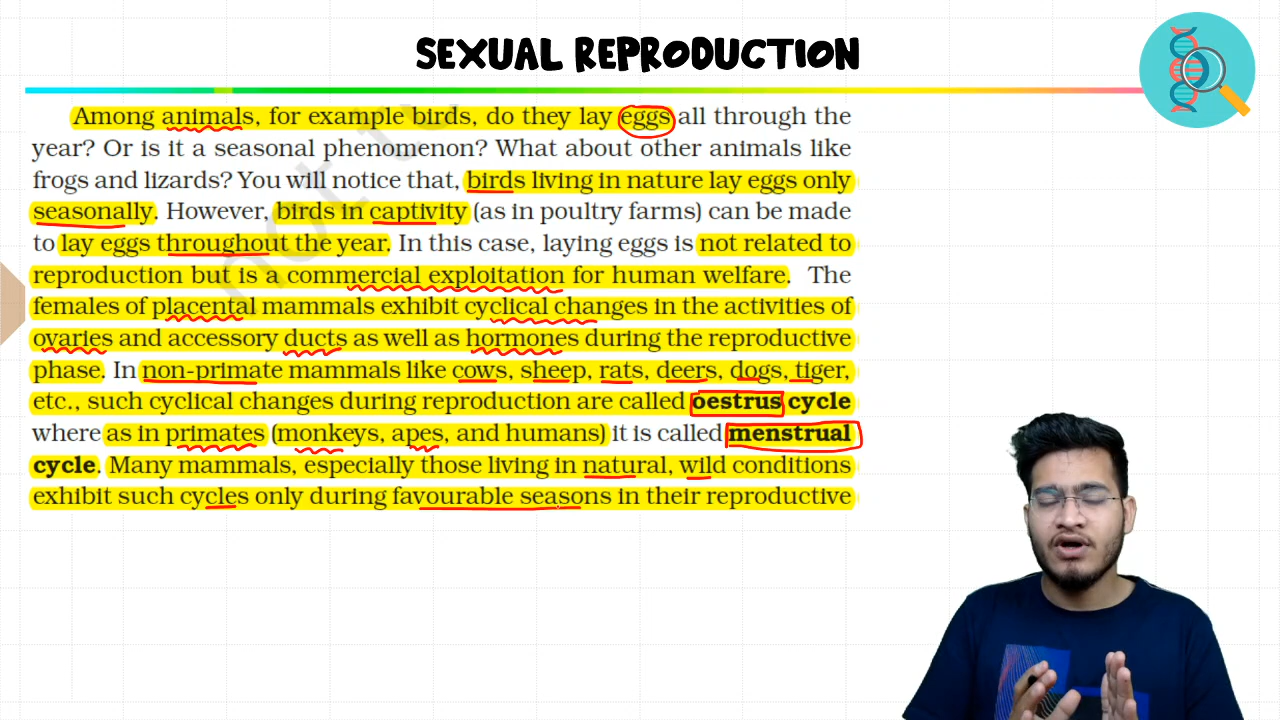 SEXUAL REPRODUCTION
Among animals, for example birds, do they lay eggs all through the
year? Or is it a seasonal phenomenon? What about other animals like
frogs and lizards? You will notice that, birds living in nature lay eggs only
seasonally. However, birds in captivity (as in poultry farms) can be made
to lay eggs throughout the year. In this case, laying eggs is not related to
reproduction but is a commercial exploitation for human welfare. The
females of placental mammals exhibit cyclical changes in the activities of
ovaries and accessory ducts as well as hormones during the reproductive
phase. In non-primate mammals like cows, sheep, rats, deers, dogs, tiger,
etc., such cyclical changes during reproduction are called oestrus cycle
where as in primates (monkeys, apes, and humans) it is called menstrual
cycle. Many mammals, especially those living in natural, wild conditions
exhibit such cycles only during favourable seasons in their reproductive
not